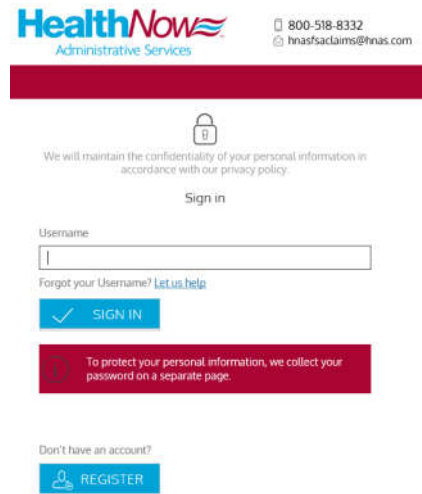 HealthNow
Administrative Services
800-518-8332
hnasfsaclaims@hnas.com
We will maintain the confidentiality of your personal information in
accordance with our privacy policy.
Sign in
Username
Forgot your Username? Let us help
SIGN IN
To protect your personal information, we collect your
password on a separate page.
Don't have an account?
REGISTER